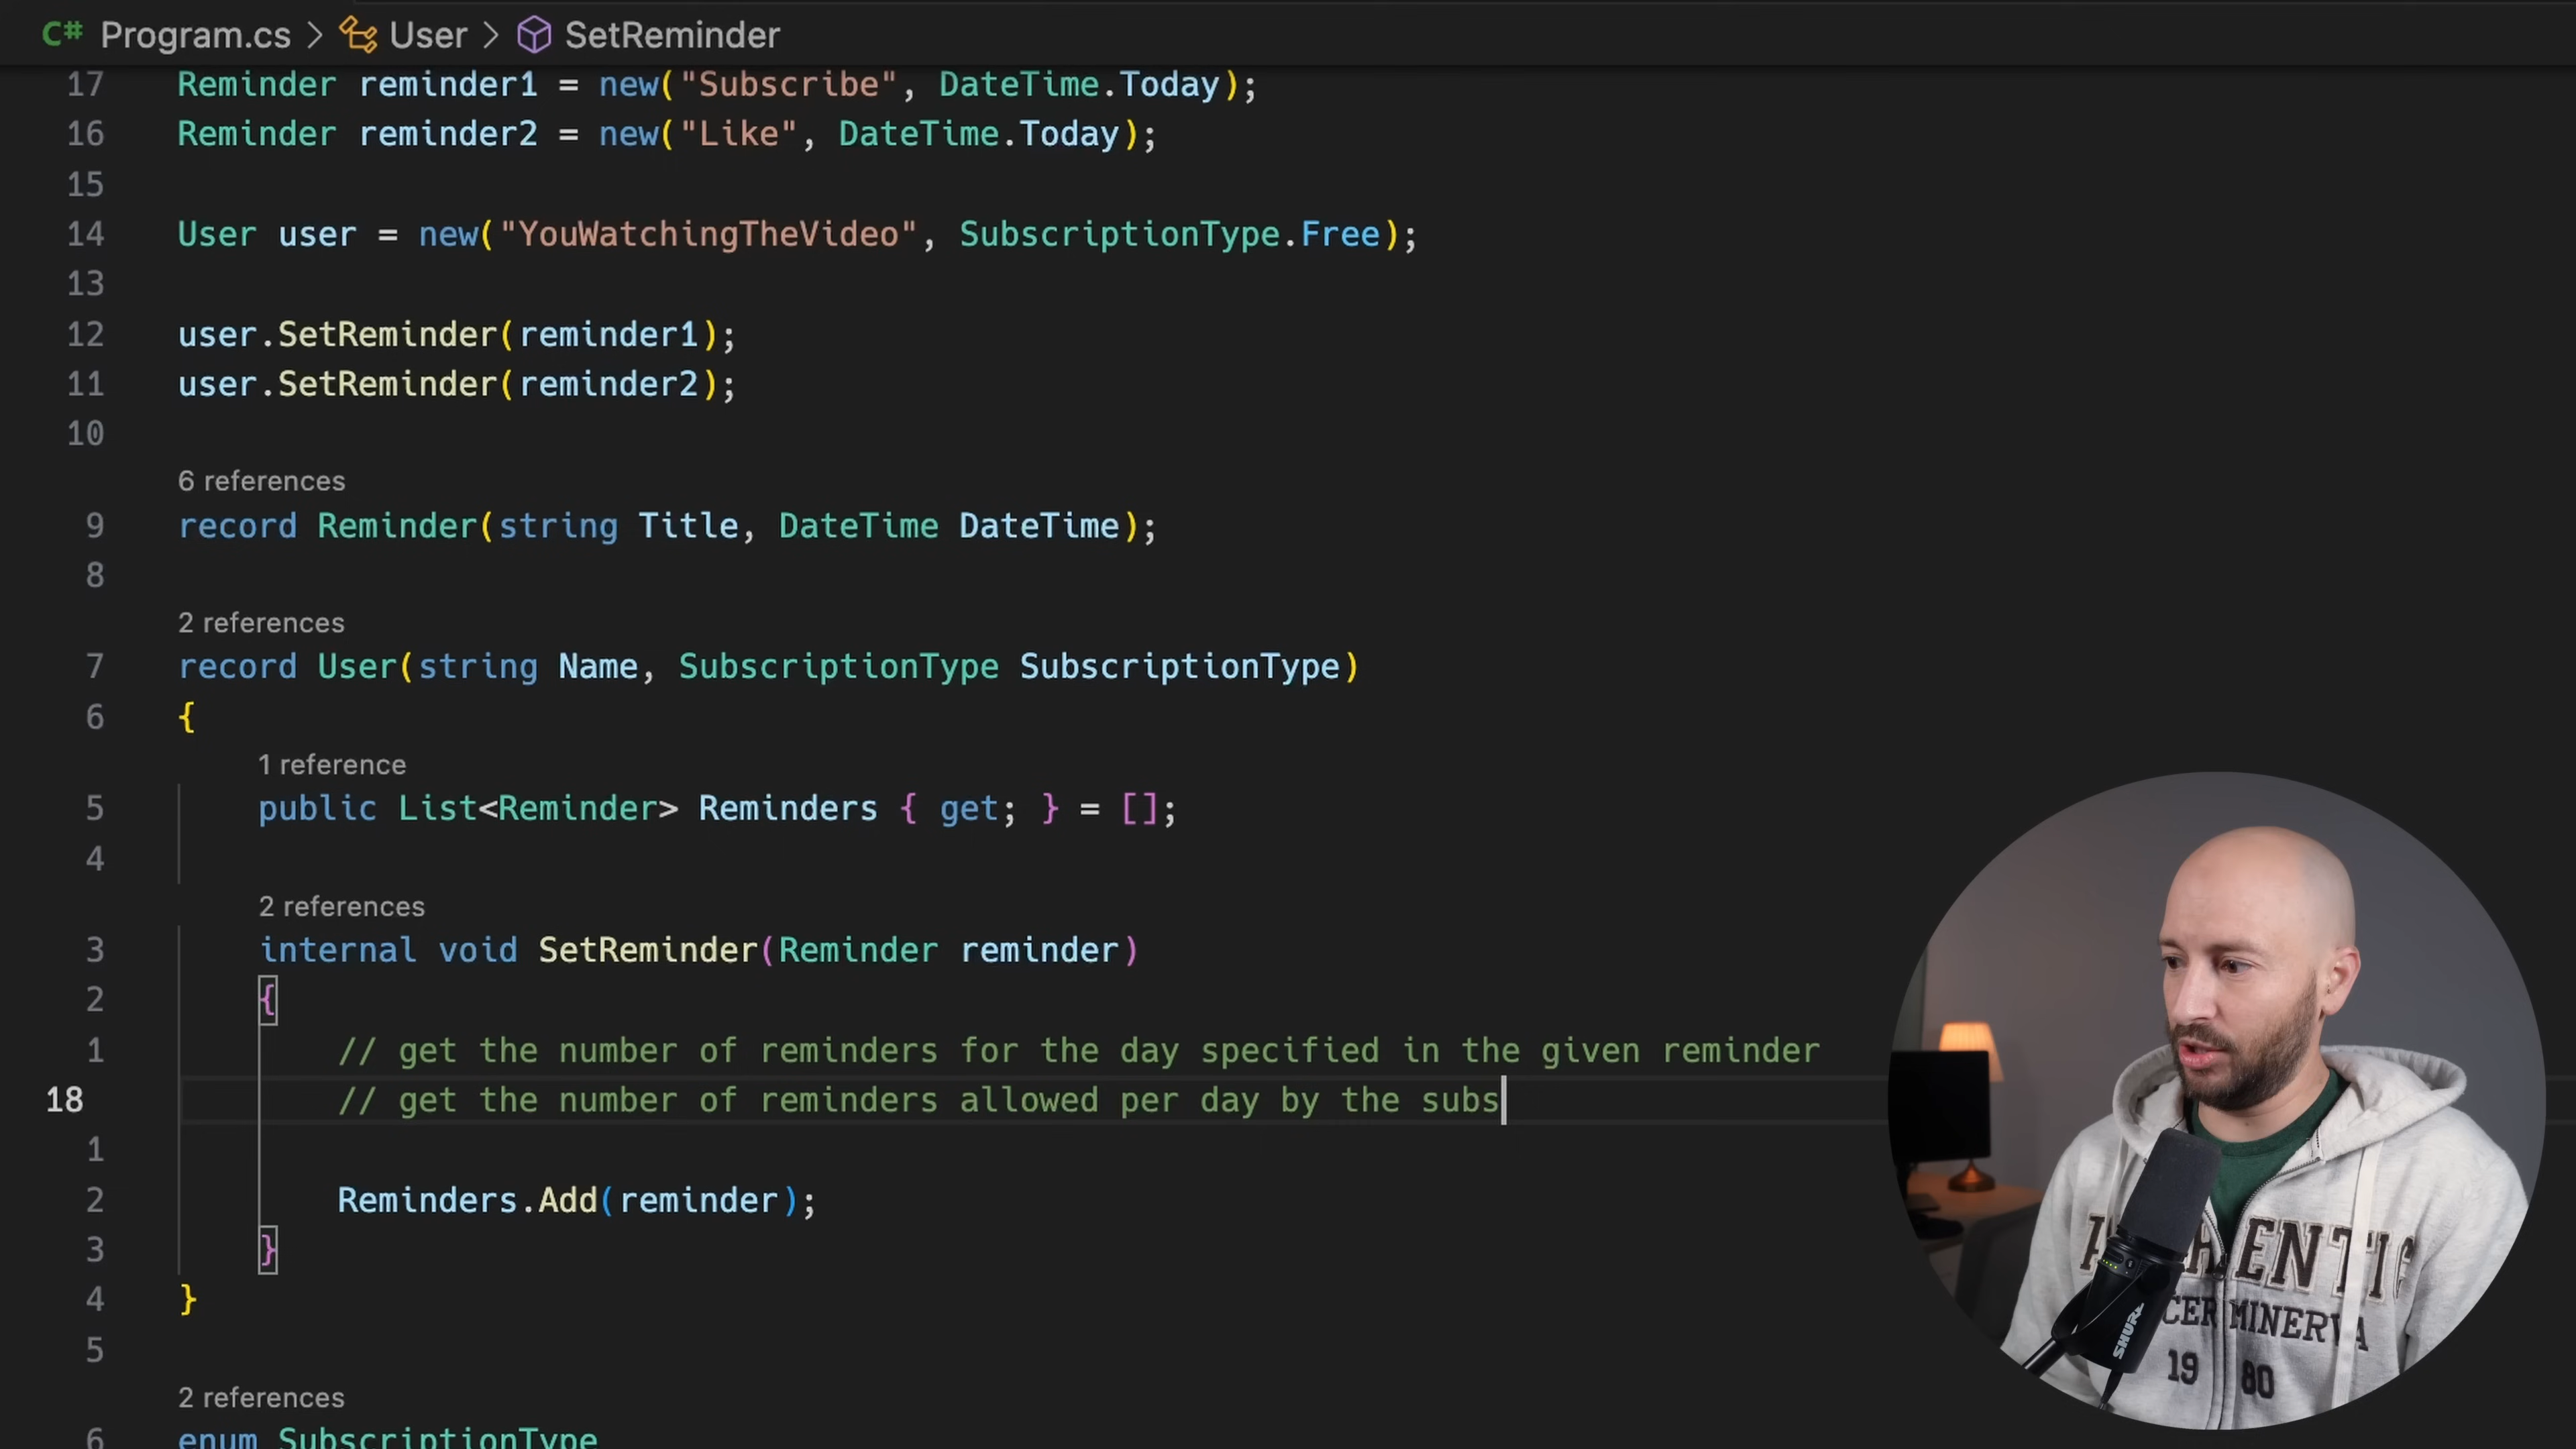 C# Program.cs > User > SetReminder
17 Reminder reminder1 = new("Subscribe", DateTime.Today);
16 Reminder reminder2 = new("Like", DateTime.Today);
15
14 User user = new("YouWatchingTheVideo", SubscriptionType.Free);
13
12 user.SetReminder(reminder1);
11 user.SetReminder(reminder2);
10
6 references
9 record Reminder(string Title, DateTime DateTime);
8
2 references
7 record User(string Name, SubscriptionType SubscriptionType)
6 {
1 reference
5 public List<Reminder> Reminders { get; } = [];
4
2 references
3 internal void SetReminder(Reminder reminder)
2 {
1 // get the number of reminders for the day specified in the given reminder
18 // get the number of reminders allowed per day by the subs
1
2 Reminders.Add(reminder);
3 }
4 }
5
2 references
6 enum SubscriptionType
MINERVA
19 80
SHURE